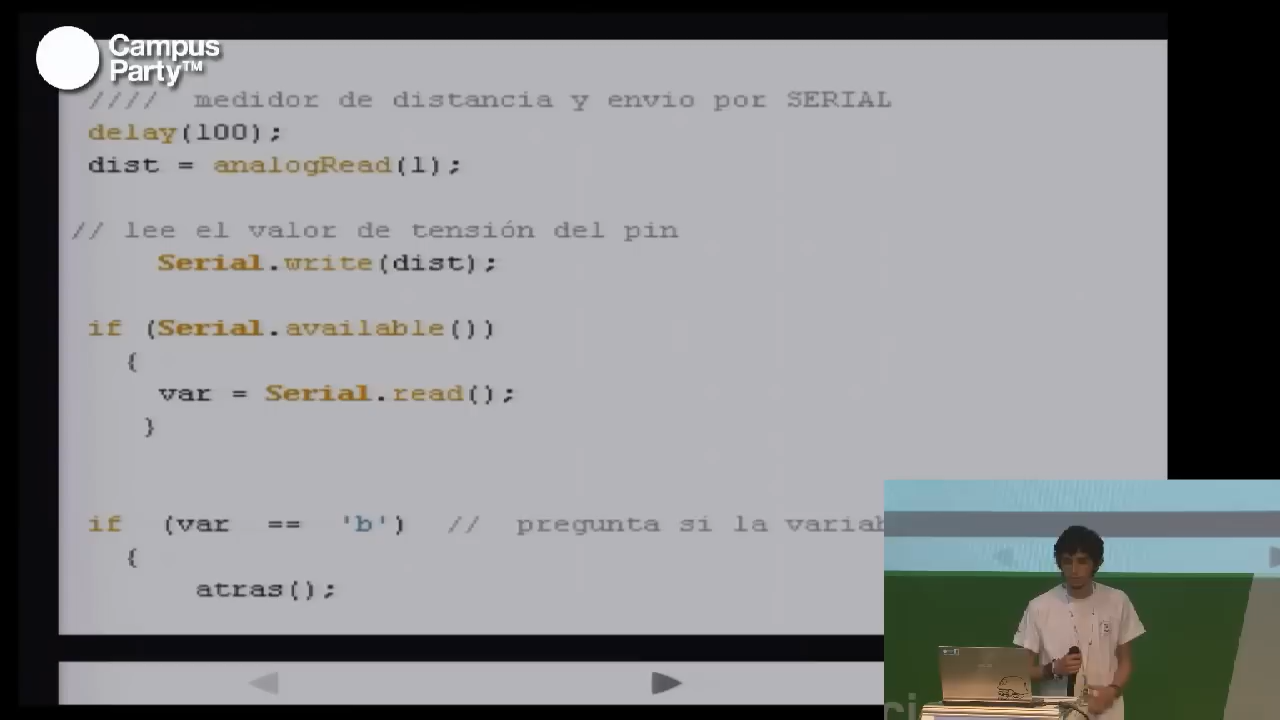 Campus
Party™
//// medidor de distancia y envio por SERIAL
delay(100);
dist = analogRead(1);
// lee el valor de tensión del pin
Serial.write(dist);
if (Serial.available())
{
var = Serial.read();
}
if (var == 'b') // pregunta si la
{
atras();